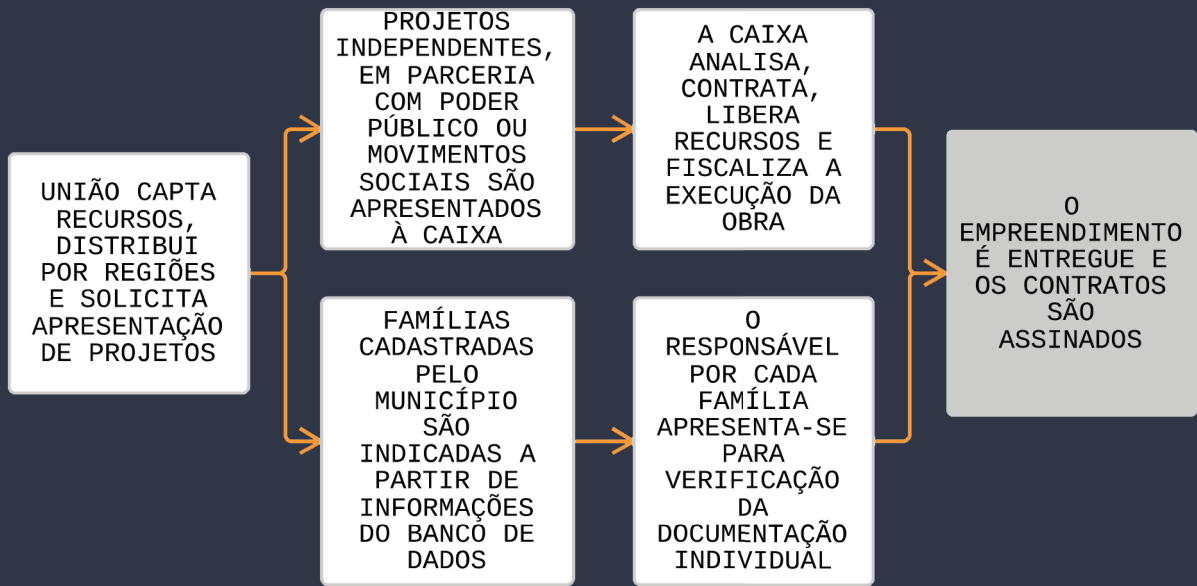 UNIÃO CAPTA
RECURSOS,
DISTRIBUI
POR REGIÕES
E SOLICITA
APRESENTAÇÃO
DE PROJETOS
PROJETOS
INDEPENDENTES,
EM PARCERIA
COM PODER
PÚBLICO OU
MOVIMENTOS
SOCIAIS SÃO
APRESENTADOS
À CAIXA
A CAIXA
ANALISA,
CONTRATA,
LIBERA
RECURSOS E
FISCALIZA A
EXECUÇÃO DA
OBRA
FAMÍLIAS
CADASTRADAS
PELO
MUNICÍPIO
SÃO
INDICADAS A
PARTIR DE
INFORMAÇÕES
DO BANCO DE
DADOS
O
RESPONSÁVEL
POR CADA
FAMÍLIA
APRESENTA-SE
PARA
VERIFICAÇÃO
DA
DOCUMENTAÇÃO
INDIVIDUAL
O
EMPREENDIMENTO
É ENTREGUE E
OS CONTRATOS
SÃO
ASSINADOS